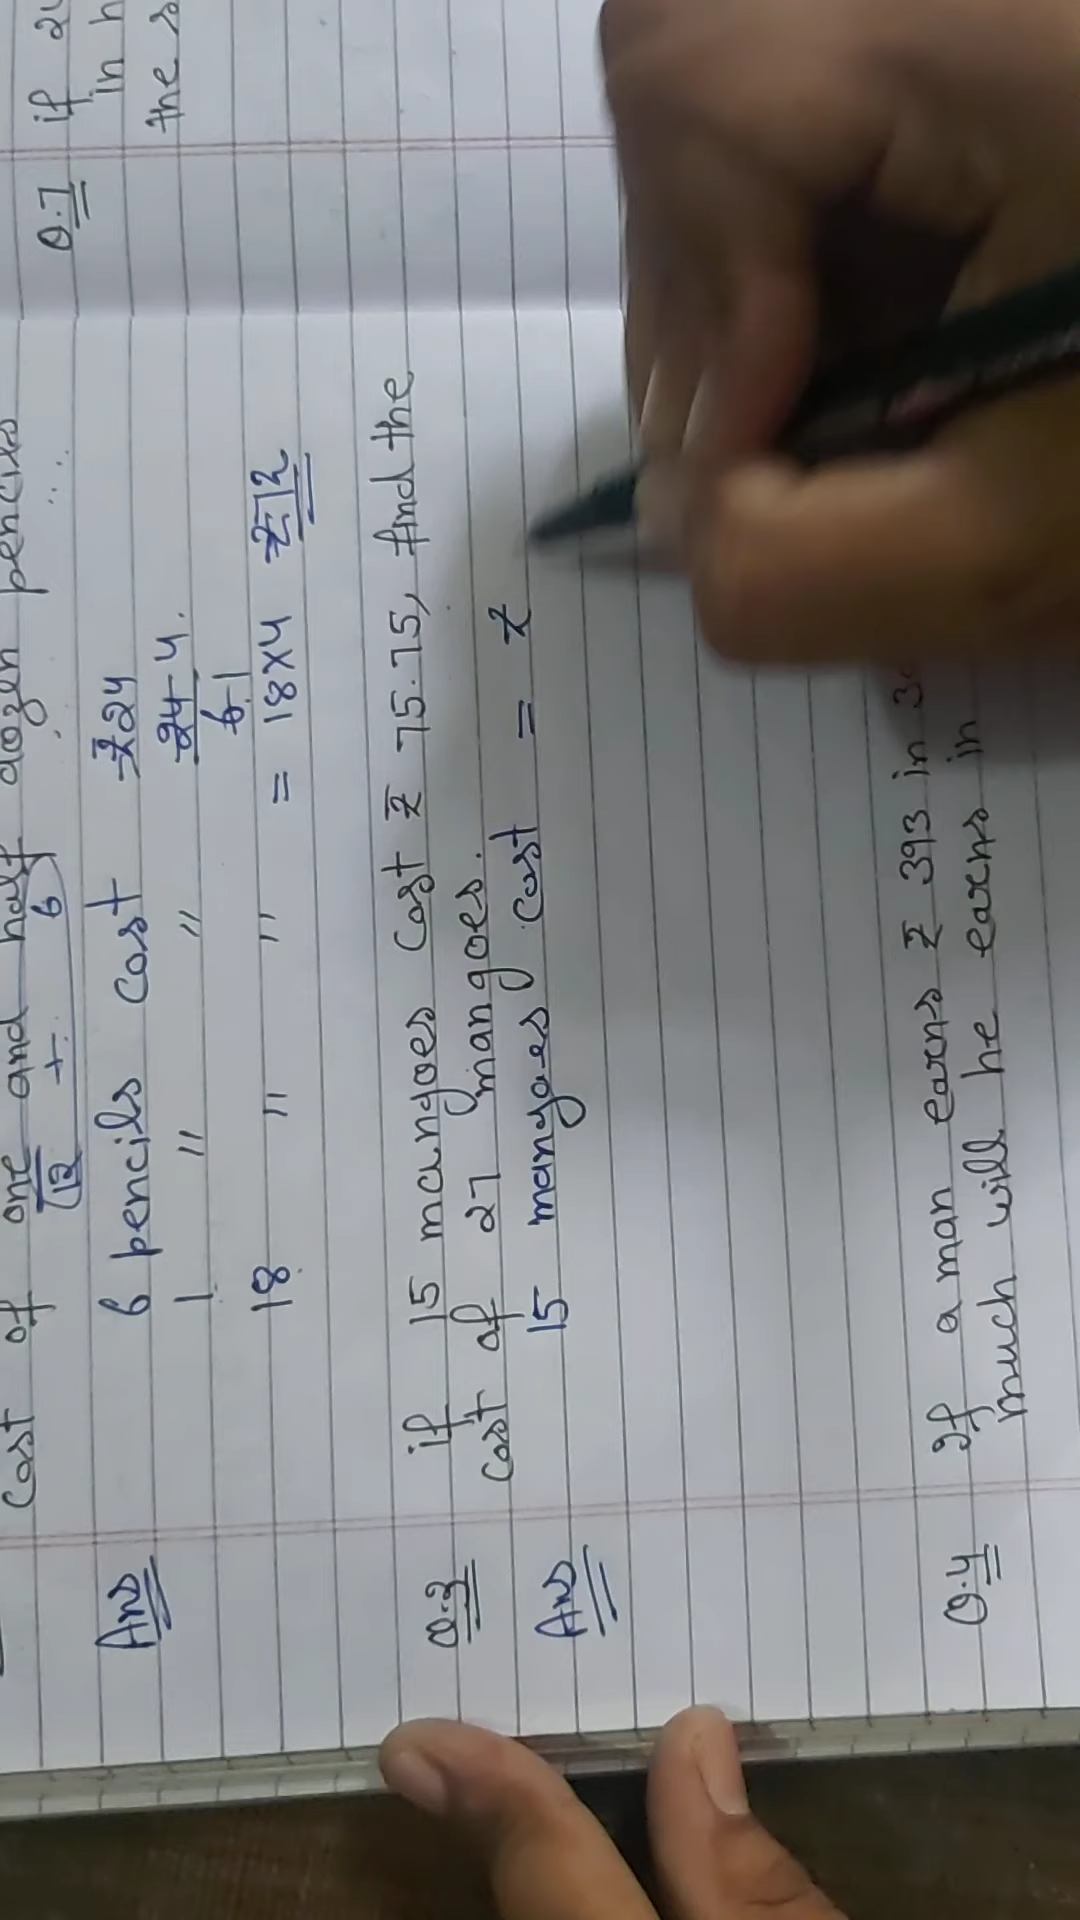 cost of one and half dozen pencils
12 + 6
Ans 6 pencils cost ₹24
1 " " 24 4.
6 1
18 " " = 18×4 ₹72
Q.3 if 15 mangoes cost ₹ 75.75, find the
cost of 27 mangoes.
Ans 15 mangoes cost = ₹
Q.4 If a man earns ₹ 393 in
much will he earns in
Q.7 if
in
the